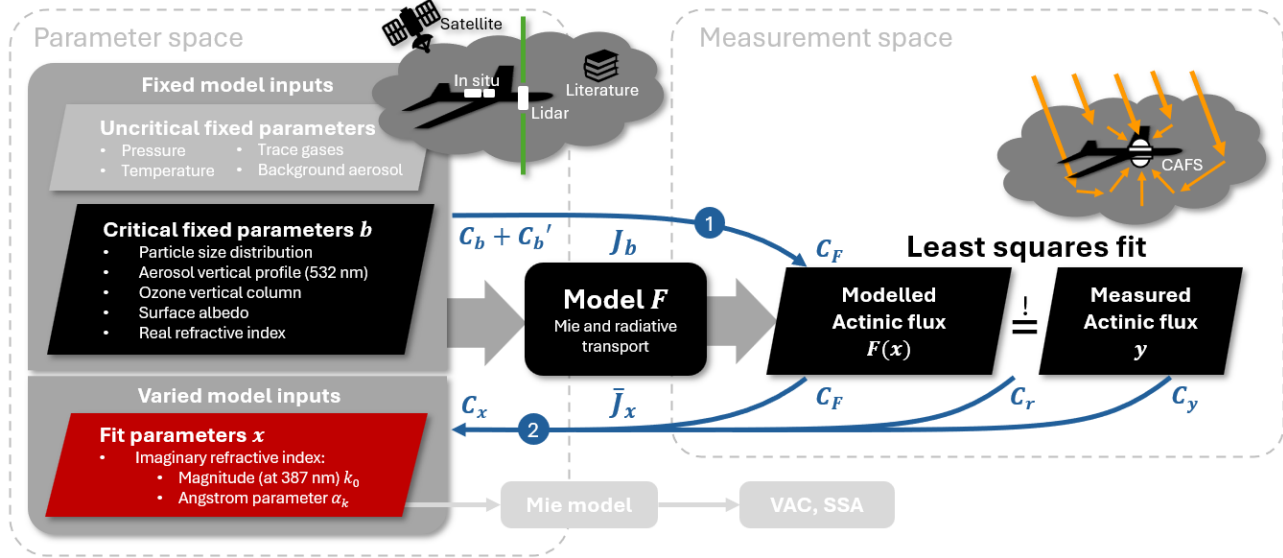 Parameter space
Measurement space
Satellite
In situ
Literature
Lidar
Fixed model inputs
Uncritical fixed parameters
• Pressure
• Trace gases
• Temperature
• Background aerosol
CAFS
Critical fixed parameters b
• Particle size distribution
• Aerosol vertical profile (532 nm)
• Ozone vertical column
• Surface albedo
• Real refractive index
C_b + C_b′
J_b
1
C_F
Least squares fit
Model F
Mie and radiative
transport
Modelled
Actinic flux
F(x)
!
=
Measured
Actinic flux
y
Varied model inputs
C_x
J̄_x
C_F
C_r
C_y
2
Fit parameters x
• Imaginary refractive index:
• Magnitude (at 387 nm) k₀
• Angstrom parameter α_k
Mie model
VAC, SSA